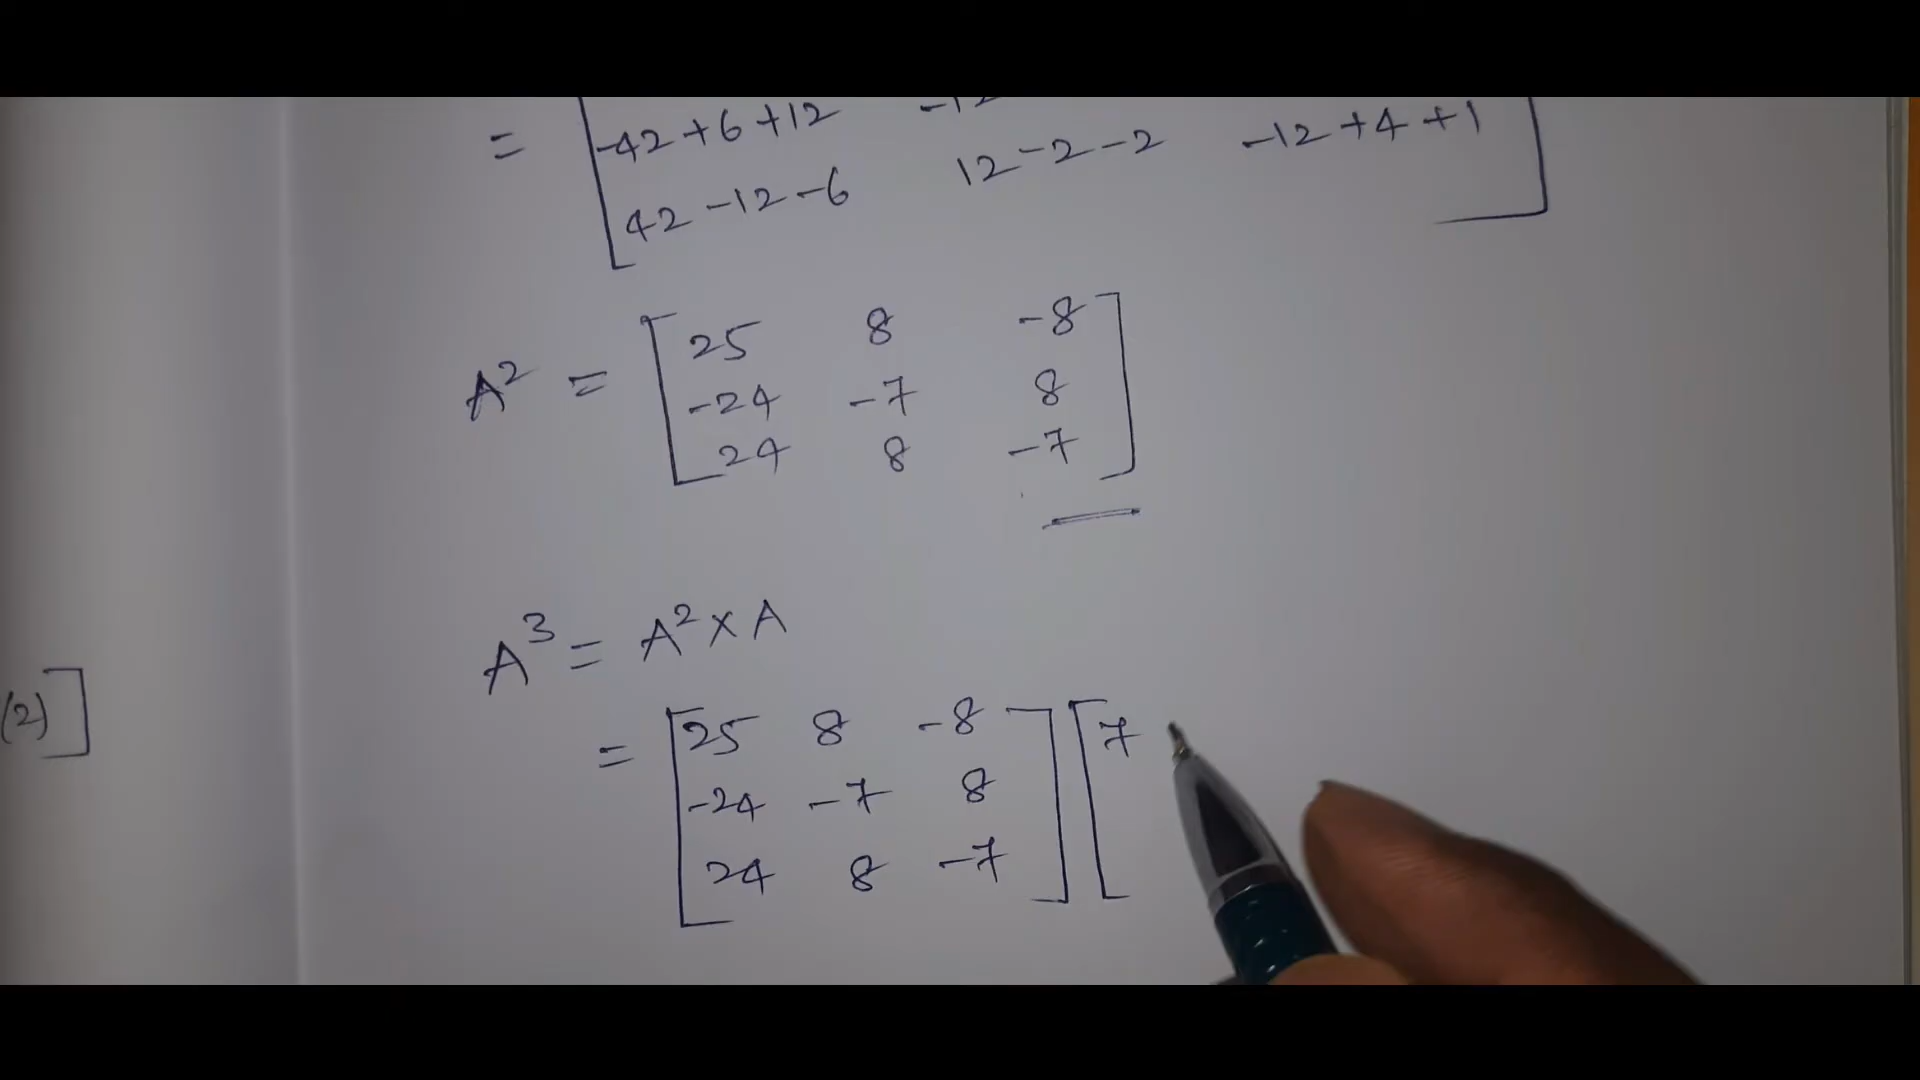 = -42+6+12 -12
42-12-6 12-2-2 -12+4+1
A² = [25 8 -8
-24 -7 8
24 8 -7]
A³ = A² x A
(2)]
= [25 8 -8] [7
-24 -7 8
24 8 -7